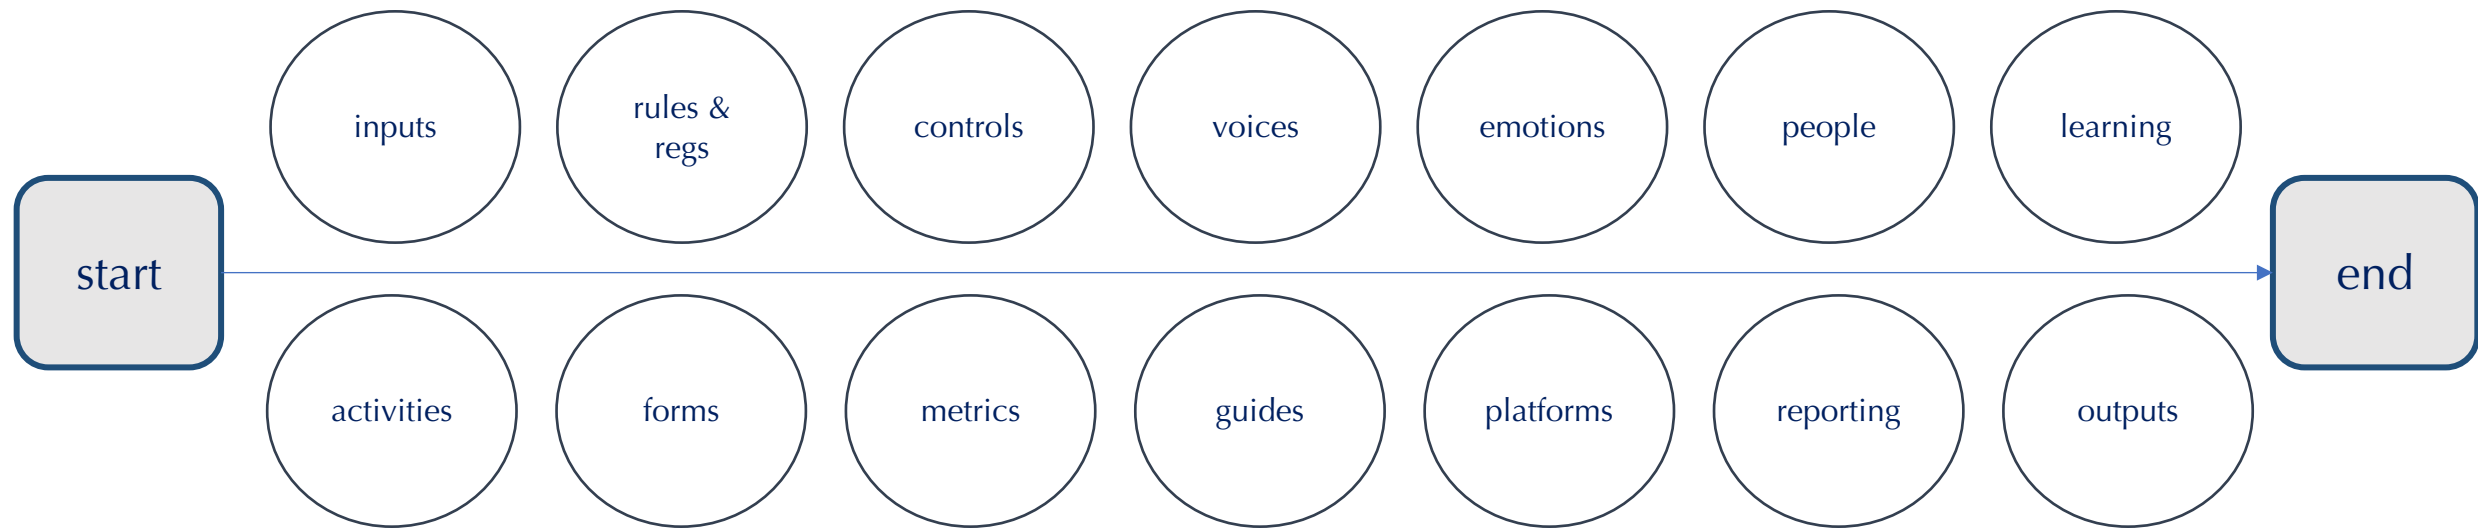 inputs
rules &
regs
controls
voices
emotions
people
learning
start
end
activities
forms
metrics
guides
platforms
reporting
outputs